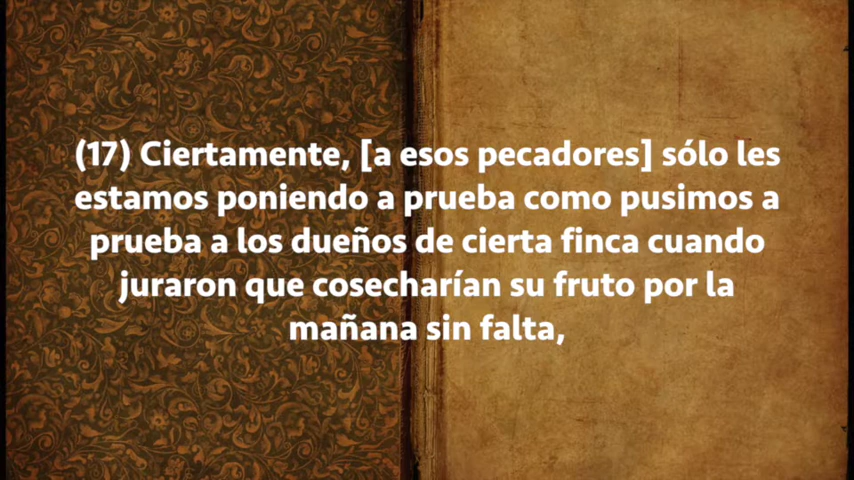 (17) Ciertamente, [a esos pecadores] sólo les
estamos poniendo a prueba como pusimos a
prueba a los dueños de cierta finca cuando
juraron que cosecharían su fruto por la
mañana sin falta,